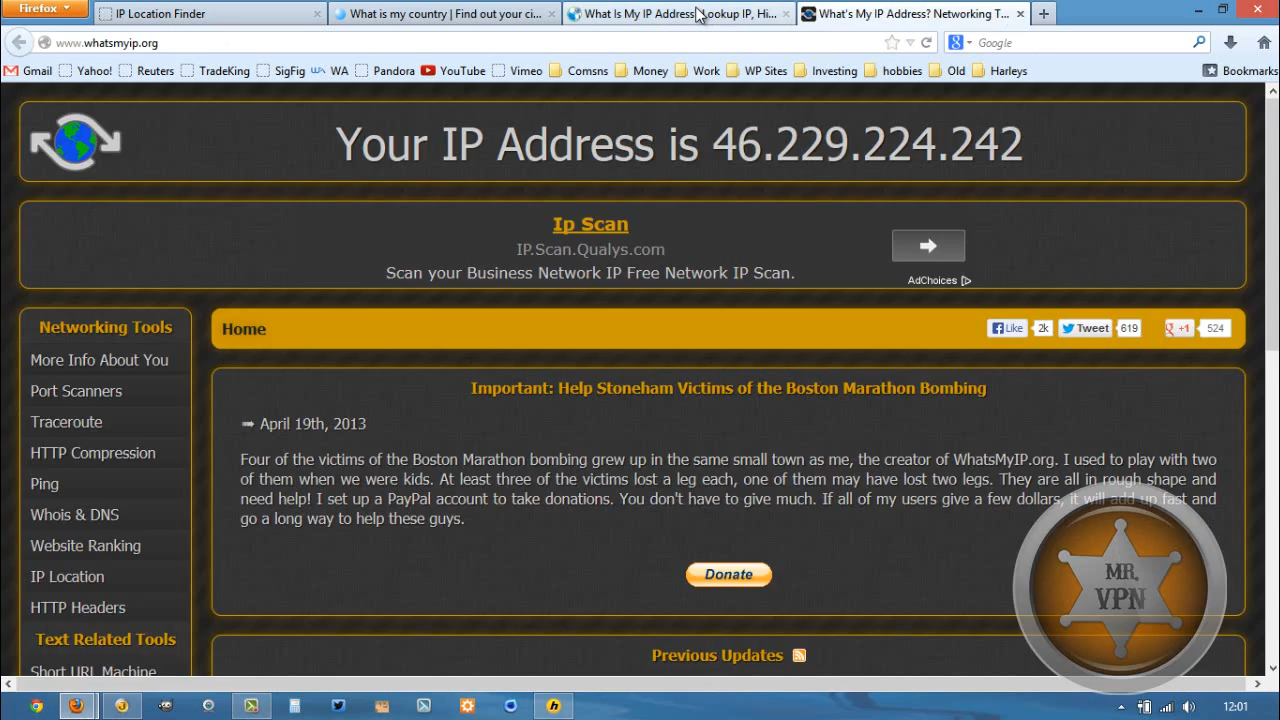 Firefox
IP Location Finder
What is my country | Find out your ci...
What Is My IP Address Lookup IP, Hi...
What's My IP Address? Networking T...
www.whatsmyip.org
Google
Gmail Yahoo! Reuters TradeKing SigFig WA Pandora YouTube Vimeo Comsns Money Work WP Sites Investing hobbies Old Harleys Bookmarks
Your IP Address is 46.229.224.242
Ip Scan
IP.Scan.Qualys.com
Scan your Business Network IP Free Network IP Scan.
AdChoices
Networking Tools
More Info About You
Port Scanners
Traceroute
HTTP Compression
Ping
Whois & DNS
Website Ranking
IP Location
HTTP Headers
Text Related Tools
Short URL Machine
Home
Like 2k Tweet 619 +1 524
Important: Help Stoneham Victims of the Boston Marathon Bombing
April 19th, 2013
Four of the victims of the Boston Marathon bombing grew up in the same small town as me, the creator of WhatsMyIP.org. I used to play with two
of them when we were kids. At least three of the victims lost a leg each, one of them may have lost two legs. They are all in rough shape and
need help! I set up a PayPal account to take donations. You don't have to give much. If all of my users give a few dollars, it will add up fast and
go a long way to help these guys.
Donate
MR.
VPN
Previous Updates
12:01